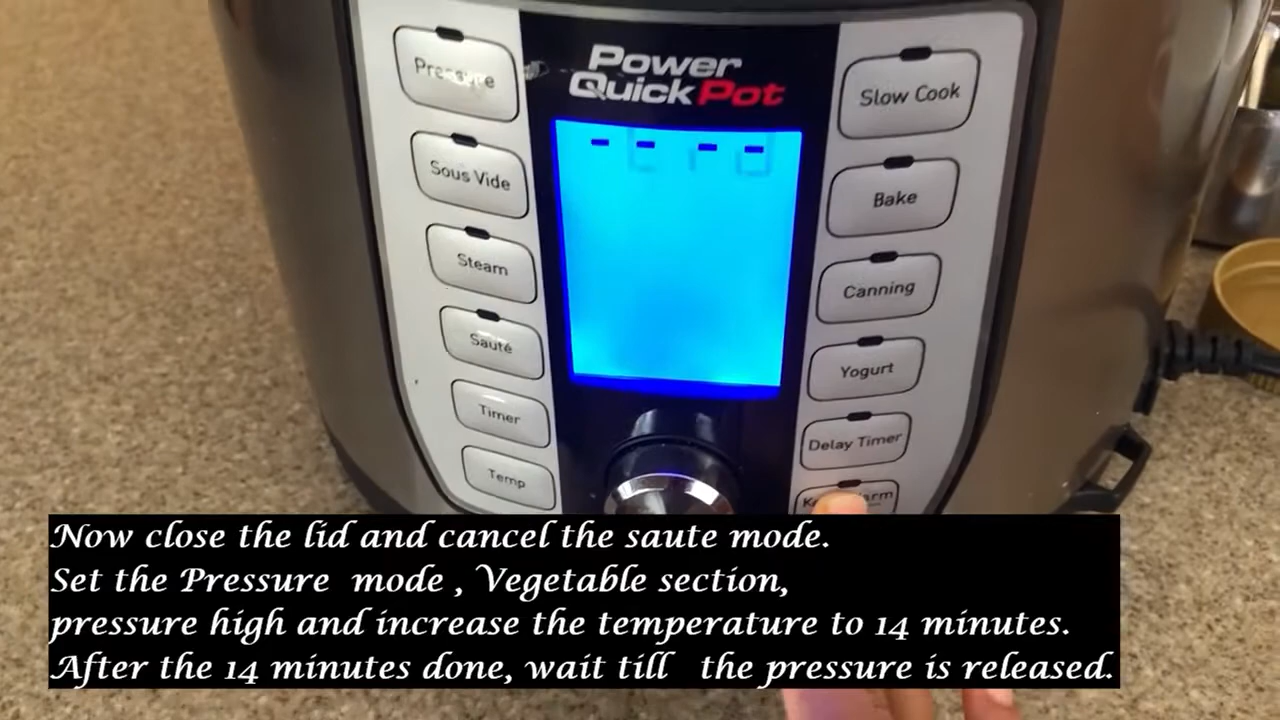 Power
Quick Pot
Pressure
Sous Vide
Steam
Sauté
Timer
Temp
Slow Cook
Bake
Canning
Yogurt
Delay Timer
- - - -
Now close the lid and cancel the saute mode.
Set the Pressure mode , Vegetable section,
pressure high and increase the temperature to 14 minutes.
After the 14 minutes done, wait till the pressure is released.